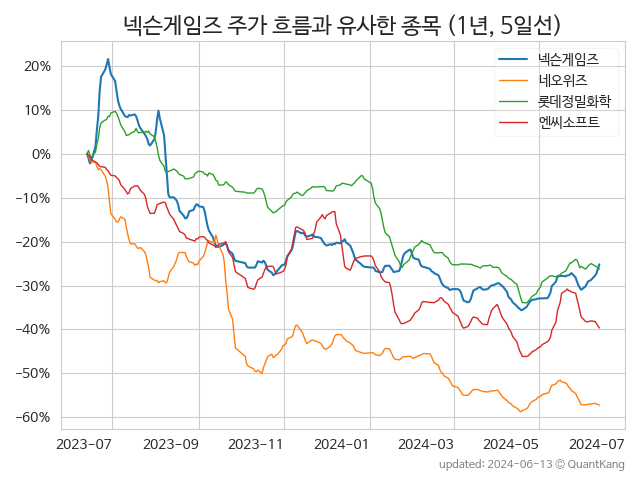 넥슨게임즈 주가 흐름과 유사한 종목 (1년, 5일선)
넥슨게임즈
네오위즈
롯데정밀화학
엔씨소프트
20%
10%
0%
−10%
−20%
−30%
−40%
−50%
−60%
2023−07 2023−09 2023−11 2024−01 2024−03 2024−05 2024−07
updated: 2024-06-13 © QuantKang